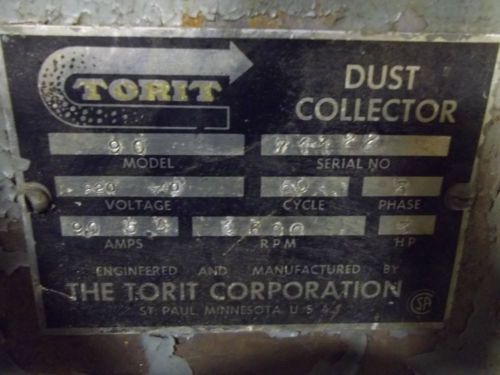 TORIT
DUST
COLLECTOR
90
MODEL
SERIAL NO
VOLTAGE
60
CYCLE
PHASE
AMPS
RPM
HP
ENGINEERED AND MANUFACTURED BY
THE TORIT CORPORATION
ST. PAUL, MINNESOTA U.S.A.
SA